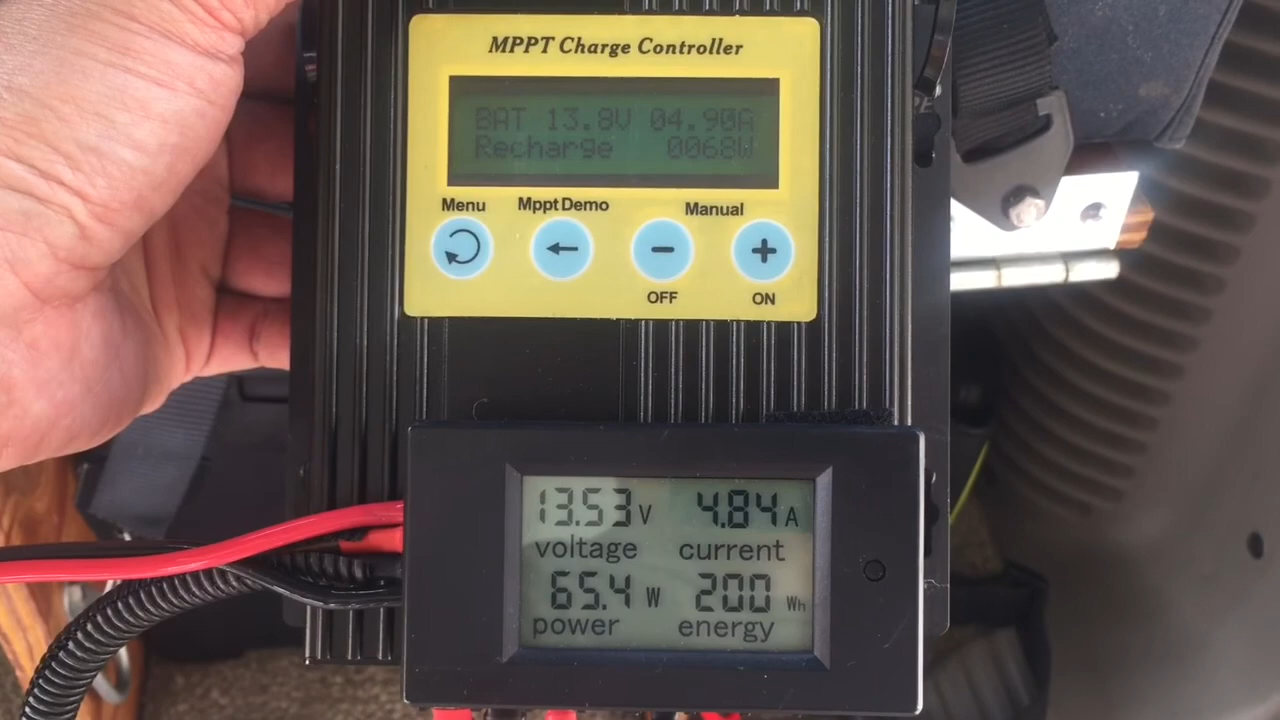 MPPT Charge Controller
BAT 13.8V 04.90A
Recharge 0068W
Menu Mppt Demo Manual
OFF ON
13.53 V 4.84 A
voltage current
65.4 W 200 Wh
power energy